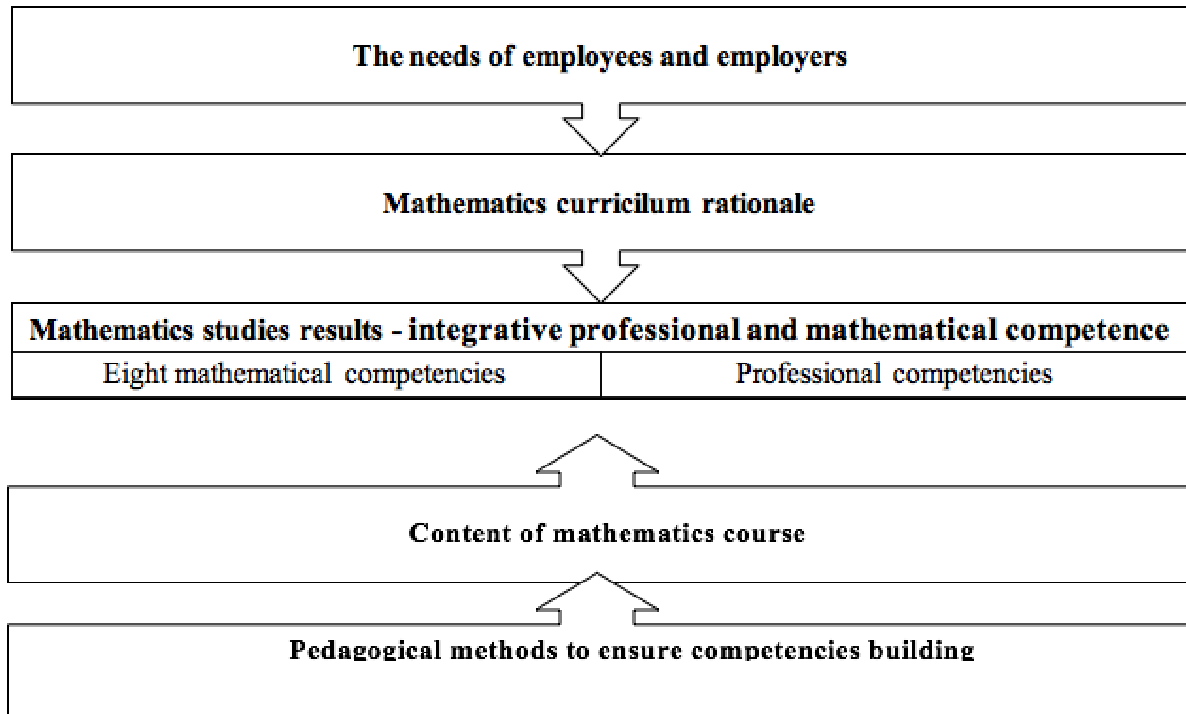 The needs of employees and employers
Mathematics curricilum rationale
Mathematics studies results - integrative professional and mathematical competence
Eight mathematical competencies
Professional competencies
Content of mathematics course
Pedagogical methods to ensure competencies building